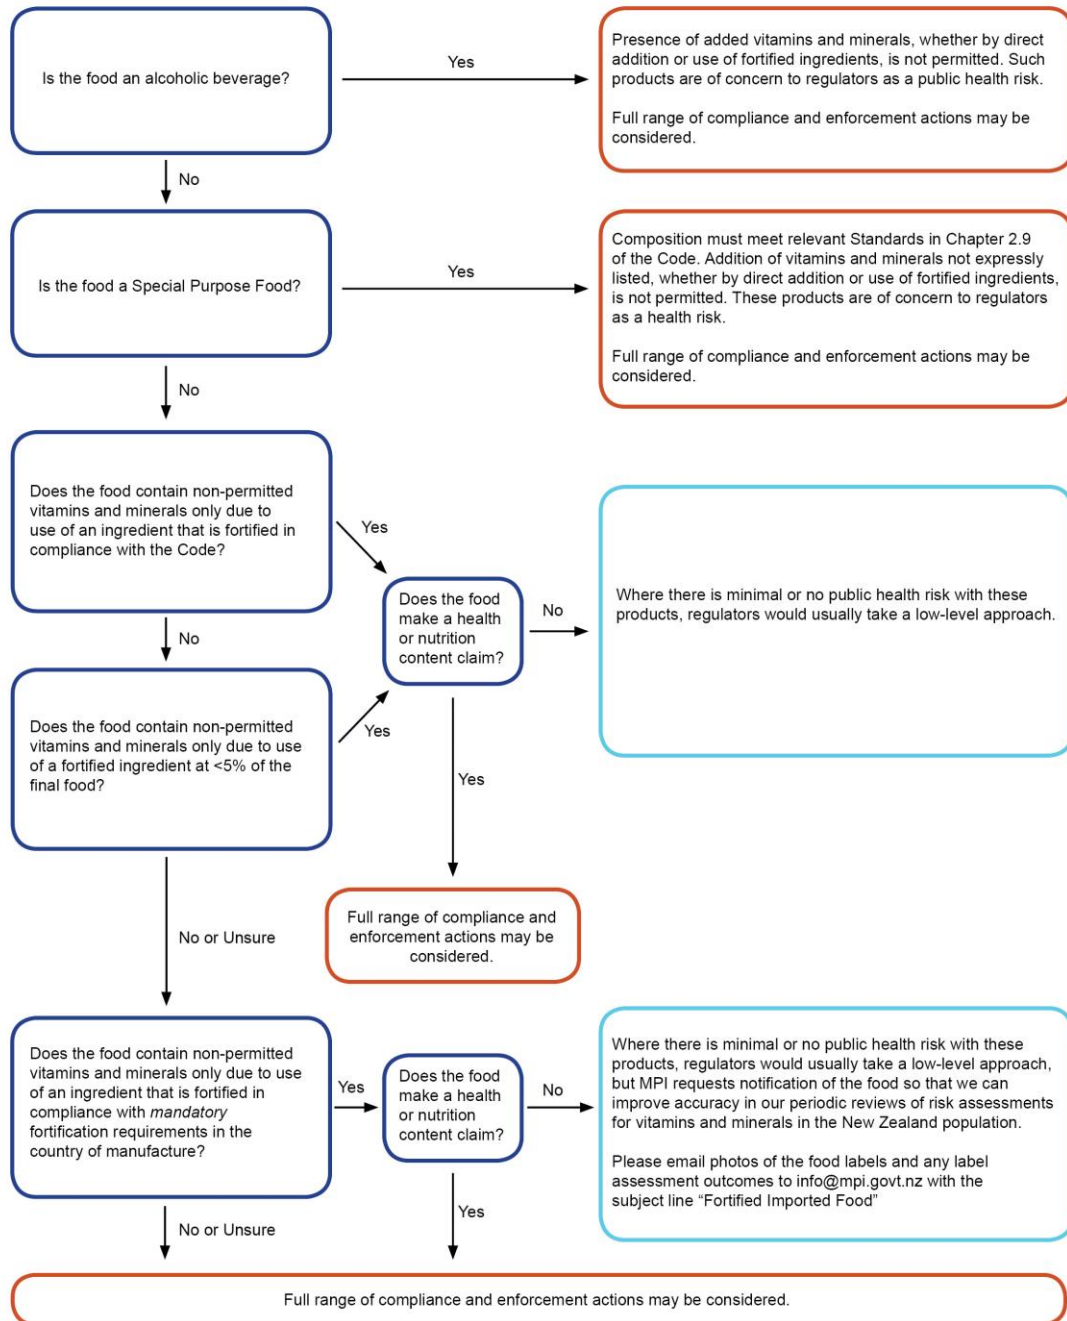 Is the food an alcoholic beverage?
Yes
Presence of added vitamins and minerals, whether by direct
addition or use of fortified ingredients, is not permitted. Such
products are of concern to regulators as a public health risk.
Full range of compliance and enforcement actions may be
considered.
No
Is the food a Special Purpose Food?
Yes
Composition must meet relevant Standards in Chapter 2.9
of the Code. Addition of vitamins and minerals not expressly
listed, whether by direct addition or use of fortified ingredients,
is not permitted. These products are of concern to regulators
as a health risk.
Full range of compliance and enforcement actions may be
considered.
No
Does the food contain non-permitted
vitamins and minerals only due to
use of an ingredient that is fortified in
compliance with the Code?
Yes
Does the food
make a health
or nutrition
content claim?
No
Where there is minimal or no public health risk with these
products, regulators would usually take a low-level approach.
No
Does the food contain non-permitted
vitamins and minerals only due to use
of a fortified ingredient at <5% of the
final food?
Yes
Yes
Full range of compliance and
enforcement actions may be
considered.
No or Unsure
Does the food contain non-permitted
vitamins and minerals only due to use
of an ingredient that is fortified in
compliance with mandatory
fortification requirements in the
country of manufacture?
Yes
Does the food
make a health
or nutrition
content claim?
No
Where there is minimal or no public health risk with these
products, regulators would usually take a low-level approach,
but MPI requests notification of the food so that we can
improve accuracy in our periodic reviews of risk assessments
for vitamins and minerals in the New Zealand population.
Please email photos of the food labels and any label
assessment outcomes to info@mpi.govt.nz with the
subject line “Fortified Imported Food”
No or Unsure
Yes
Full range of compliance and enforcement actions may be considered.